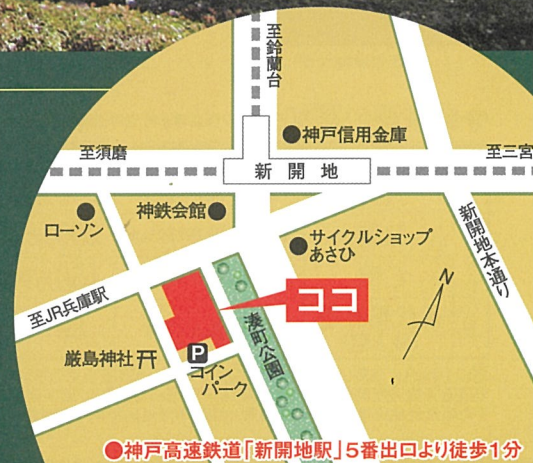 至鈴蘭台
●神戸信用金庫
至須磨
新開地
至三宮
ローソン
神鉄会館●
●サイクルショップ
あさひ
新開地本通り
至JR兵庫駅
ココ
N
湊町公園
厳島神社
P
コイン
パーク
●神戸高速鉄道「新開地駅」5番出口より徒歩1分